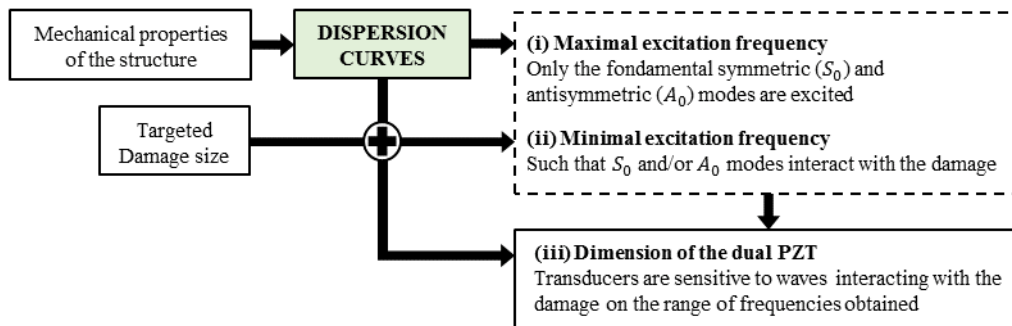 Mechanical properties
of the structure
DISPERSION
CURVES
Targeted
Damage size
(i) Maximal excitation frequency
Only the fondamental symmetric (S₀) and
antisymmetric (A₀) modes are excited
(ii) Minimal excitation frequency
Such that S₀ and/or A₀ modes interact with the damage
(iii) Dimension of the dual PZT
Transducers are sensitive to waves interacting with the
damage on the range of frequencies obtained